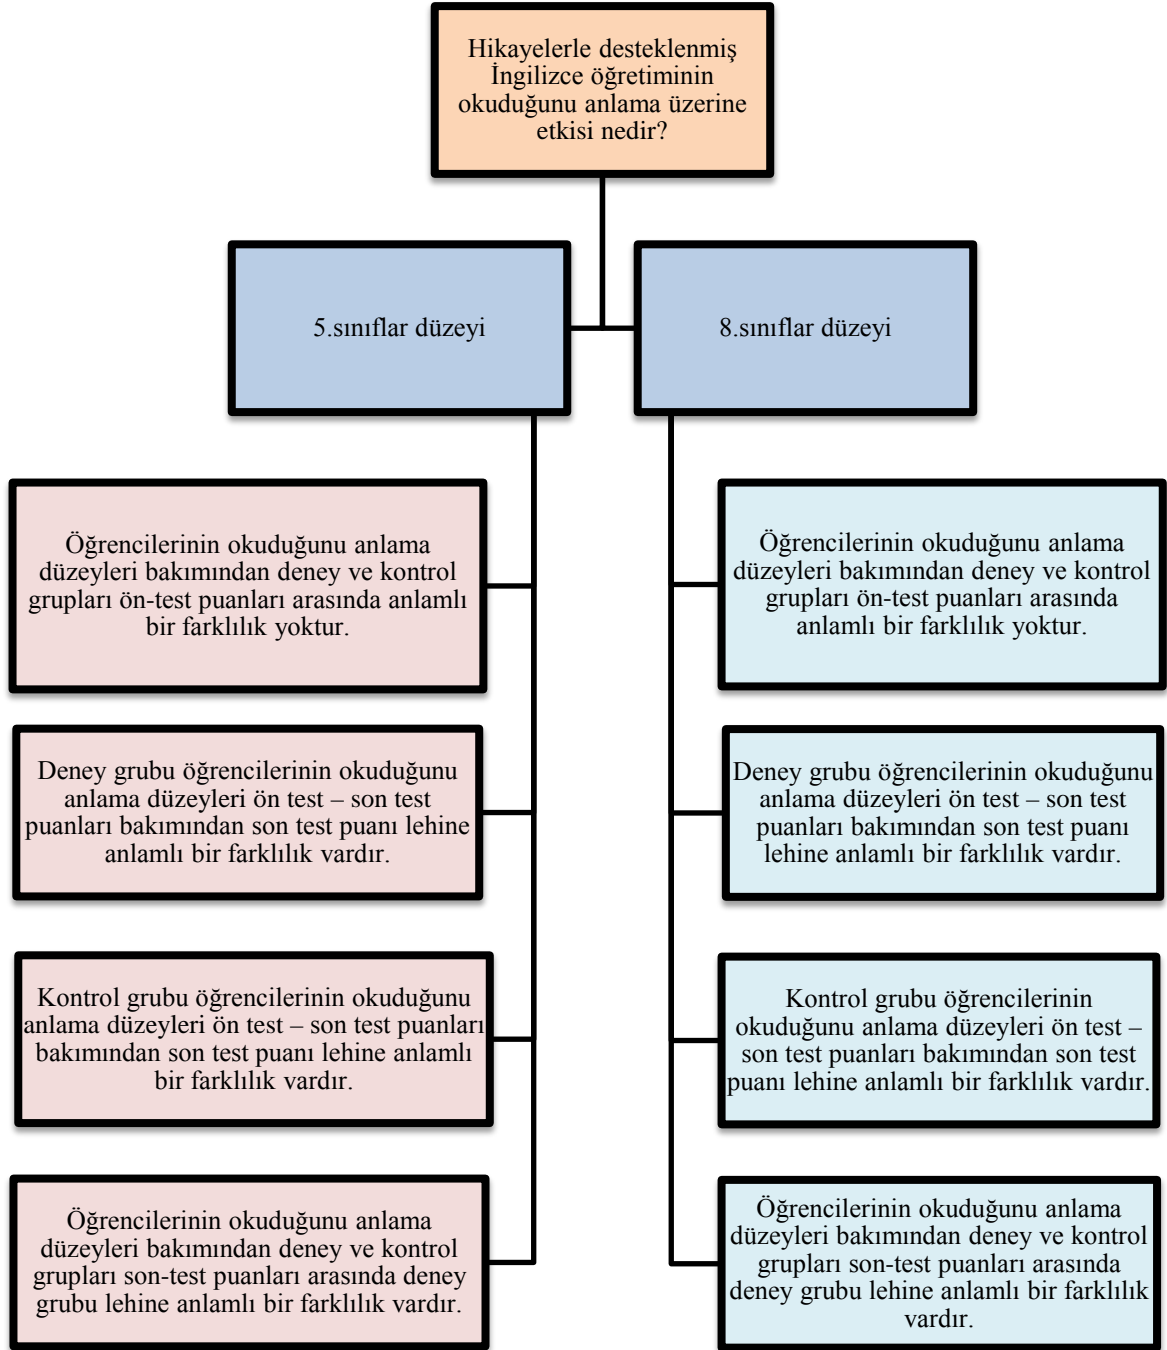 Hikayelerle desteklenmiş
İngilizce öğretiminin
okuduğunu anlama üzerine
etkisi nedir?
5.sınıflar düzeyi
8.sınıflar düzeyi
Öğrencilerinin okuduğunu anlama
düzeyleri bakımından deney ve kontrol
grupları ön-test puanları arasında anlamlı
bir farklılık yoktur.
Deney grubu öğrencilerinin okuduğunu
anlama düzeyleri ön test – son test
puanları bakımından son test puanı lehine
anlamlı bir farklılık vardır.
Kontrol grubu öğrencilerinin okuduğunu
anlama düzeyleri ön test – son test puanları
bakımından son test puanı lehine anlamlı
bir farklılık vardır.
Öğrencilerinin okuduğunu anlama
düzeyleri bakımından deney ve kontrol
grupları son-test puanları arasında deney
grubu lehine anlamlı bir farklılık vardır.
Öğrencilerinin okuduğunu anlama
düzeyleri bakımından deney ve kontrol
grupları ön-test puanları arasında
anlamlı bir farklılık yoktur.
Deney grubu öğrencilerinin okuduğunu
anlama düzeyleri ön test – son test
puanları bakımından son test puanı
lehine anlamlı bir farklılık vardır.
Kontrol grubu öğrencilerinin
okuduğunu anlama düzeyleri ön test –
son test puanları bakımından son test
puanı lehine anlamlı bir farklılık vardır.
Öğrencilerinin okuduğunu anlama
düzeyleri bakımından deney ve kontrol
grupları son-test puanları arasında
deney grubu lehine anlamlı bir farklılık
vardır.